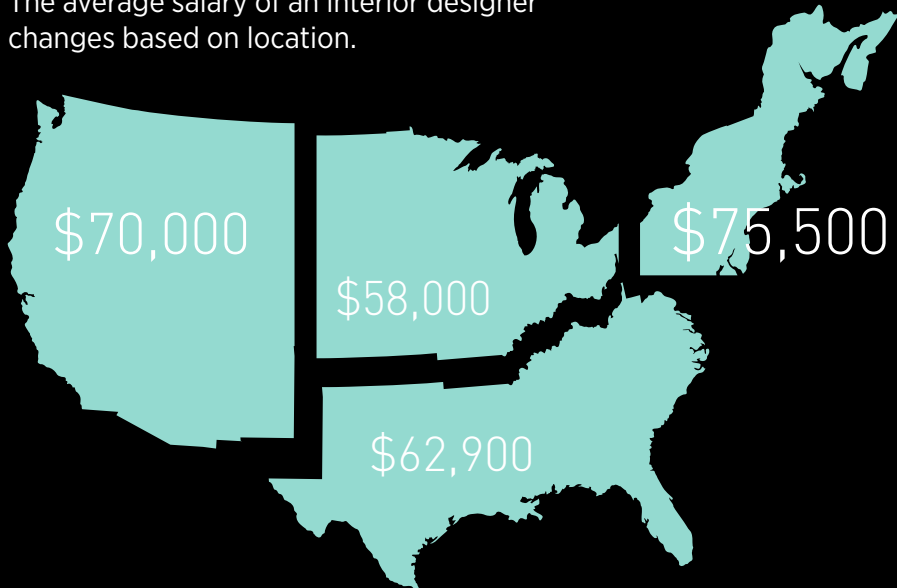 The average salary of an interior designer
changes based on location.
$70,000
$75,500
$58,000
$62,900